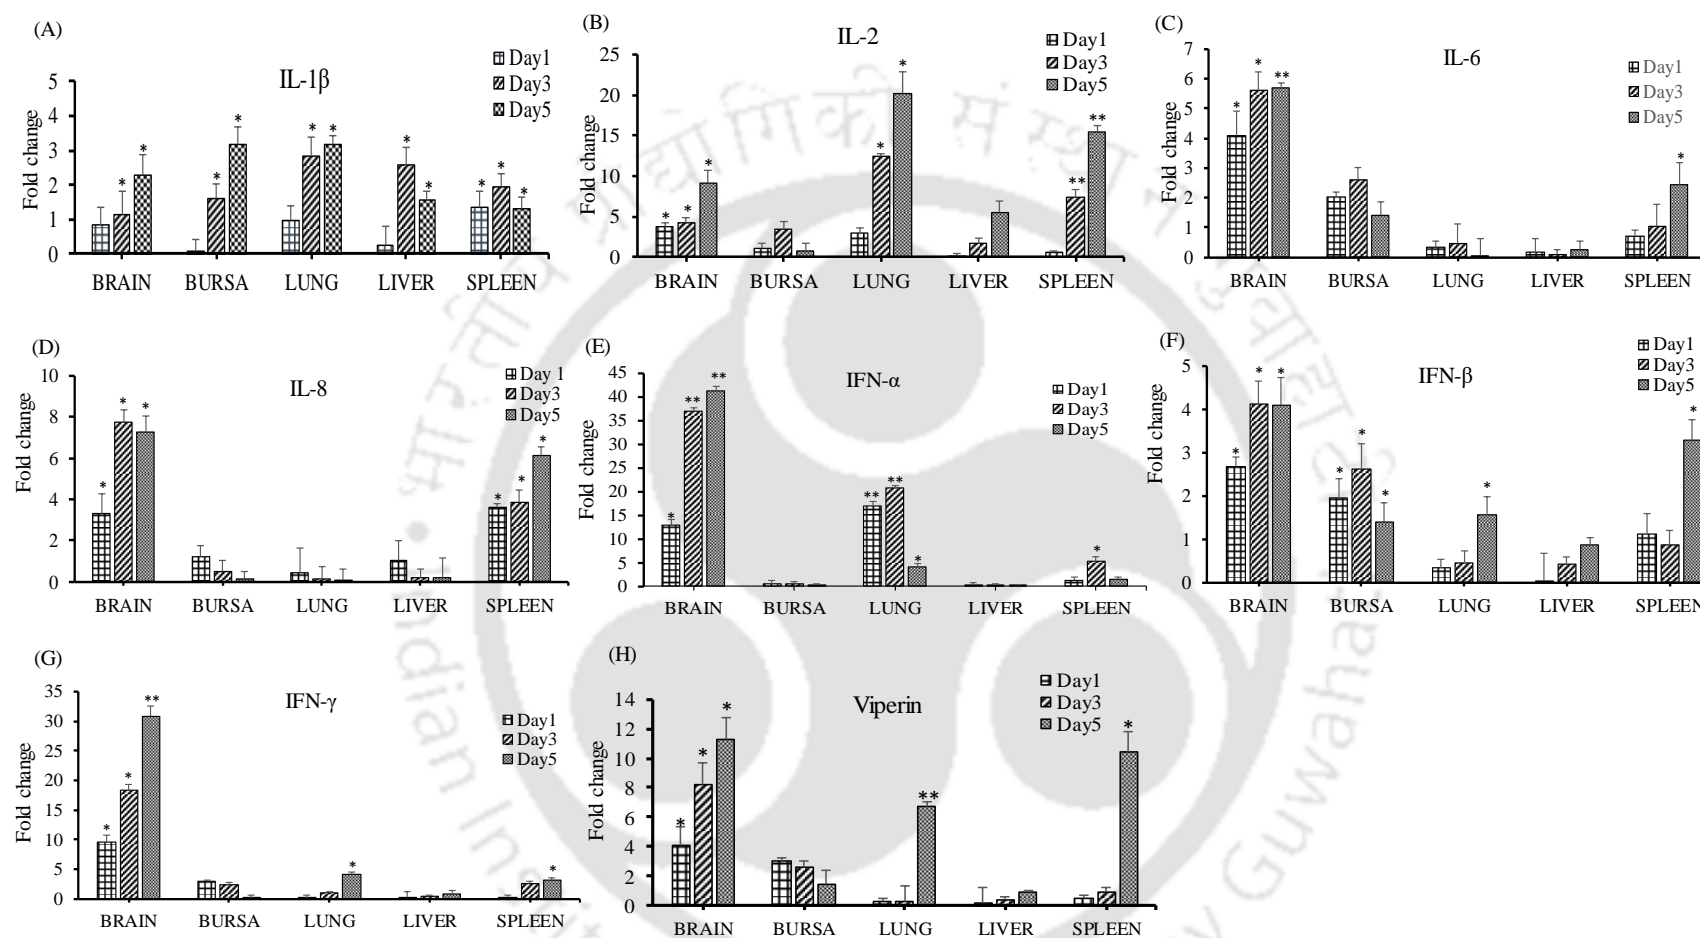 (A)
IL-1β
Day1
Day3
Day5
Fold change
5
4
3
2
1
0
* * * * * * * * * * *
BRAIN BURSA LUNG LIVER SPLEEN
(B)
IL-2
Day1
Day3
Day5
Fold change
25
20
15
10
5
0
* * * * * ** **
BRAIN BURSA LUNG LIVER SPLEEN
(C)
IL-6
Day1
Day3
Day5
Fold change
7
6
5
4
3
2
1
0
* * ** *
BRAIN BURSA LUNG LIVER SPLEEN
(D)
IL-8
Day 1
Day3
Day5
Fold change
10
8
6
4
2
0
* * * * * *
BRAIN BURSA LUNG LIVER SPLEEN
(E)
IFN-α
Day1
Day3
Day5
Fold change
45
40
35
30
25
20
15
10
5
0
* ** ** ** ** * *
BRAIN BURSA LUNG LIVER SPLEEN
(F)
IFN-β
Day1
Day3
Day5
Fold change
5
4
3
2
1
0
* * * * * * * *
BRAIN BURSA LUNG LIVER SPLEEN
(G)
IFN-γ
Day1
Day3
Day5
Fold change
35
30
25
20
15
10
5
0
* * ** * *
BRAIN BURSA LUNG LIVER SPLEEN
(H)
Viperin
Day1
Day3
Day5
Fold change
14
12
10
8
6
4
2
0
* * * ** *
BRAIN BURSA LUNG LIVER SPLEEN
Indian